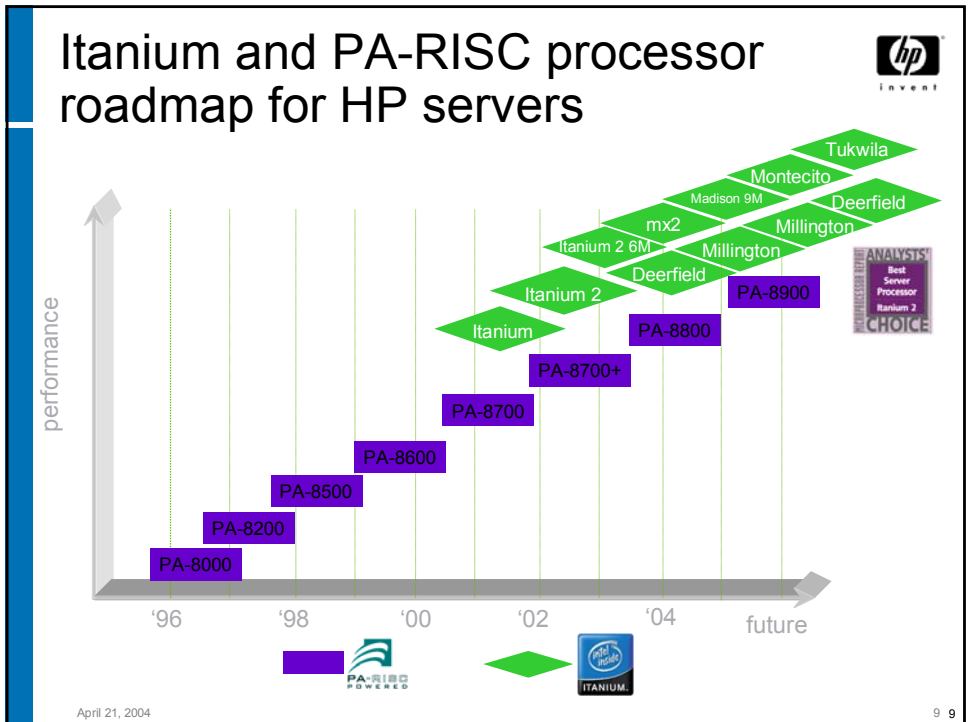 Itanium and PA-RISC processor
roadmap for HP servers
hp
invent
performance
Tukwila
Montecito
Madison 9M
Deerfield
mx2
Millington
Itanium 2 6M
Millington
Deerfield
Itanium 2
PA-8900
Itanium
PA-8800
PA-8700+
PA-8700
PA-8600
PA-8500
PA-8200
PA-8000
MICROPROCESSOR REPORT
ANALYSTS'
Best
Server
Processor
Itanium 2
CHOICE
‘96
‘98
‘00
‘02
‘04
future
PA-RISC
POWERED
intel
inside
ITANIUM.
April 21, 2004
9
9